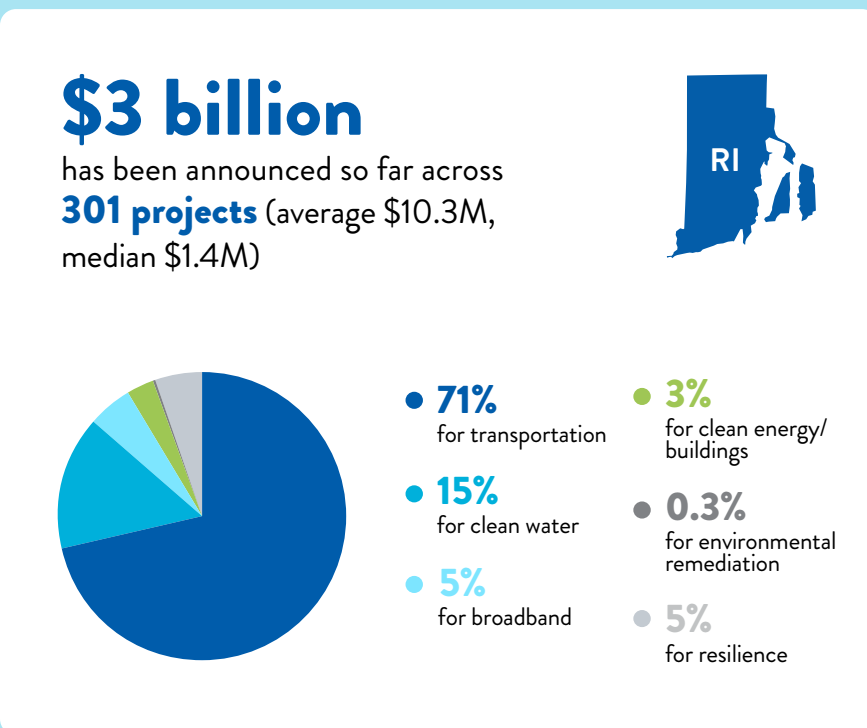 $3 billion
has been announced so far across
301 projects (average $10.3M,
median $1.4M)
RI
71%
for transportation
15%
for clean water
5%
for broadband
3%
for clean energy/
buildings
0.3%
for environmental
remediation
5%
for resilience